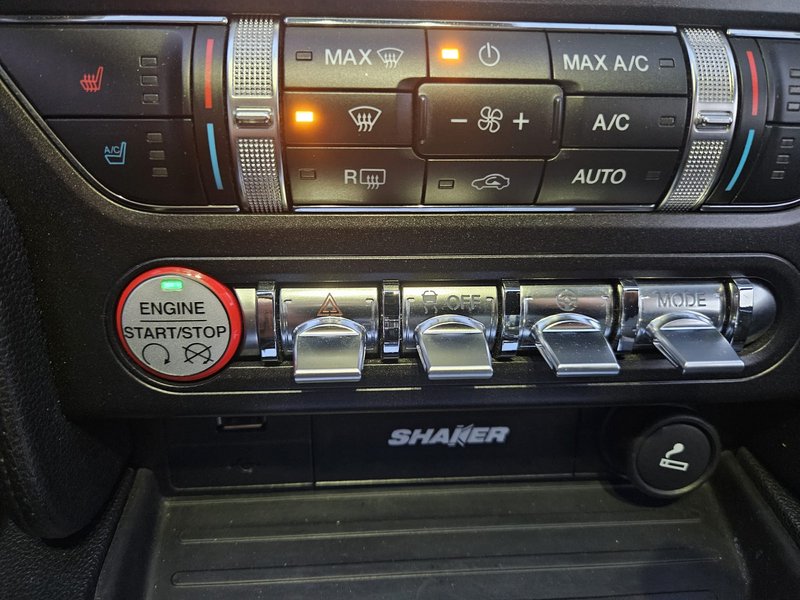 MAX
MAX A/C
- +
A/C
A/C
R
AUTO
ENGINE
START/STOP
OFF
MODE
SHAKER